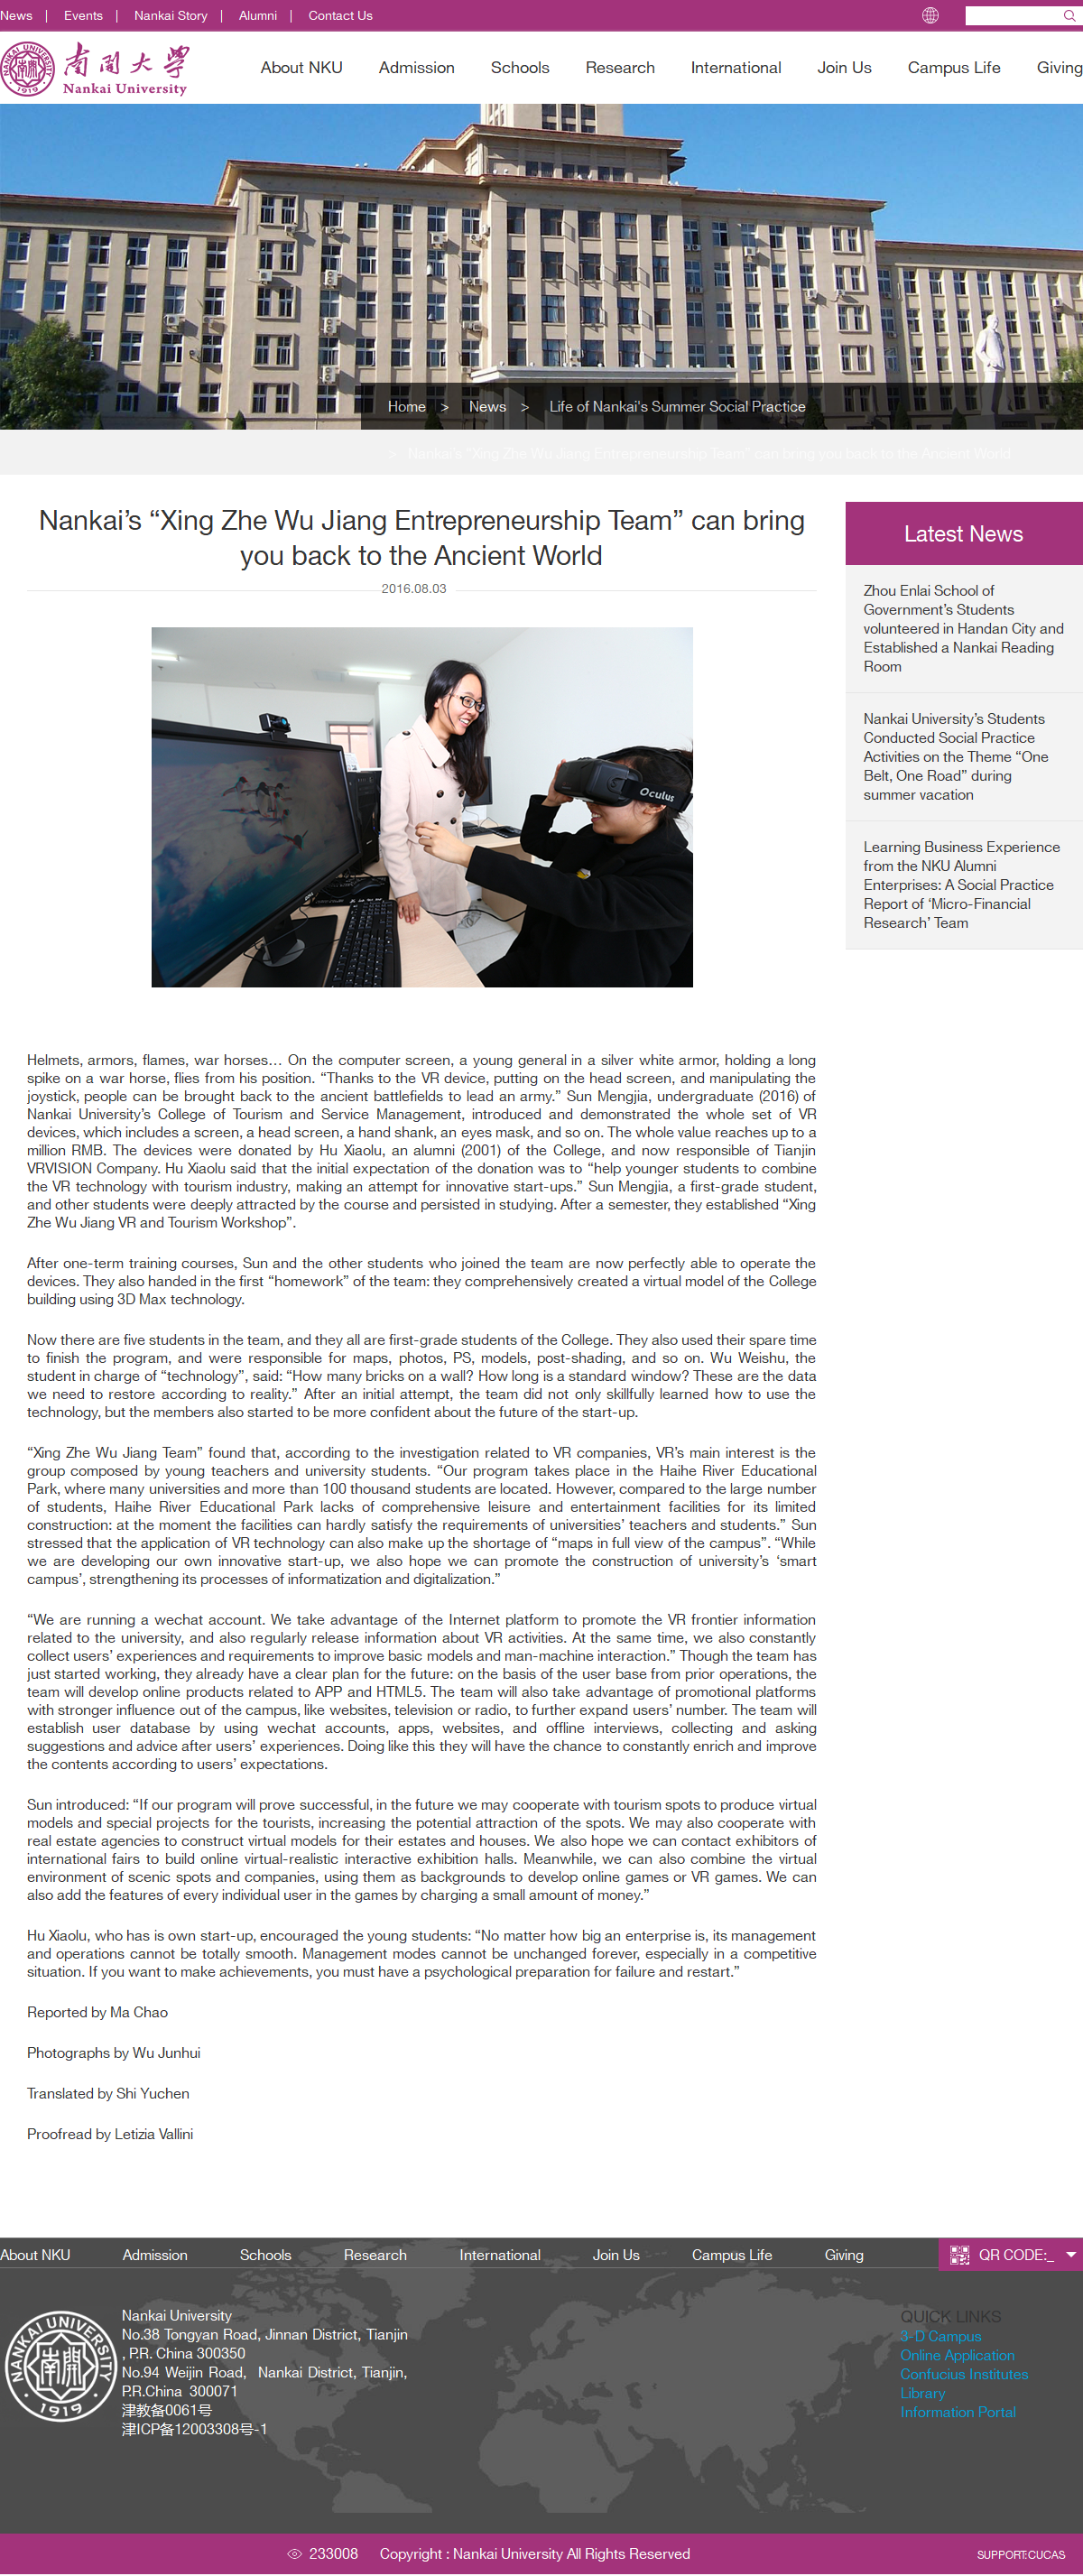 News | Events | Nankai Story | Alumni | Contact Us
NANKAI UNIVERSITY 1919
南開大學
Nankai University
About NKU Admission Schools Research International Join Us Campus Life Giving
Home > News > Life of Nankai's Summer Social Practice
> Nankai’s “Xing Zhe Wu Jiang Entrepreneurship Team” can bring you back to the Ancient World
Nankai’s “Xing Zhe Wu Jiang Entrepreneurship Team” can bring
you back to the Ancient World
2016.08.03
Oculus
Helmets, armors, flames, war horses… On the computer screen, a young general in a silver white armor, holding a long
spike on a war horse, flies from his position. “Thanks to the VR device, putting on the head screen, and manipulating the
joystick, people can be brought back to the ancient battlefields to lead an army.” Sun Mengjia, undergraduate (2016) of
Nankai University’s College of Tourism and Service Management, introduced and demonstrated the whole set of VR
devices, which includes a screen, a head screen, a hand shank, an eyes mask, and so on. The whole value reaches up to a
million RMB. The devices were donated by Hu Xiaolu, an alumni (2001) of the College, and now responsible of Tianjin
VRVISION Company. Hu Xiaolu said that the initial expectation of the donation was to “help younger students to combine
the VR technology with tourism industry, making an attempt for innovative start-ups.” Sun Mengjia, a first-grade student,
and other students were deeply attracted by the course and persisted in studying. After a semester, they established “Xing
Zhe Wu Jiang VR and Tourism Workshop”.
After one-term training courses, Sun and the other students who joined the team are now perfectly able to operate the
devices. They also handed in the first “homework” of the team: they comprehensively created a virtual model of the College
building using 3D Max technology.
Now there are five students in the team, and they all are first-grade students of the College. They also used their spare time
to finish the program, and were responsible for maps, photos, PS, models, post-shading, and so on. Wu Weishu, the
student in charge of “technology”, said: “How many bricks on a wall? How long is a standard window? These are the data
we need to restore according to reality.” After an initial attempt, the team did not only skillfully learned how to use the
technology, but the members also started to be more confident about the future of the start-up.
“Xing Zhe Wu Jiang Team” found that, according to the investigation related to VR companies, VR’s main interest is the
group composed by young teachers and university students. “Our program takes place in the Haihe River Educational
Park, where many universities and more than 100 thousand students are located. However, compared to the large number
of students, Haihe River Educational Park lacks of comprehensive leisure and entertainment facilities for its limited
construction: at the moment the facilities can hardly satisfy the requirements of universities’ teachers and students.” Sun
stressed that the application of VR technology can also make up the shortage of “maps in full view of the campus”. “While
we are developing our own innovative start-up, we also hope we can promote the construction of university’s ‘smart
campus’, strengthening its processes of informatization and digitalization.”
“We are running a wechat account. We take advantage of the Internet platform to promote the VR frontier information
related to the university, and also regularly release information about VR activities. At the same time, we also constantly
collect users’ experiences and requirements to improve basic models and man-machine interaction.” Though the team has
just started working, they already have a clear plan for the future: on the basis of the user base from prior operations, the
team will develop online products related to APP and HTML5. The team will also take advantage of promotional platforms
with stronger influence out of the campus, like websites, television or radio, to further expand users’ number. The team will
establish user database by using wechat accounts, apps, websites, and offline interviews, collecting and asking
suggestions and advice after users’ experiences. Doing like this they will have the chance to constantly enrich and improve
the contents according to users’ expectations.
Sun introduced: “If our program will prove successful, in the future we may cooperate with tourism spots to produce virtual
models and special projects for the tourists, increasing the potential attraction of the spots. We may also cooperate with
real estate agencies to construct virtual models for their estates and houses. We also hope we can contact exhibitors of
international fairs to build online virtual-realistic interactive exhibition halls. Meanwhile, we can also combine the virtual
environment of scenic spots and companies, using them as backgrounds to develop online games or VR games. We can
also add the features of every individual user in the games by charging a small amount of money.”
Hu Xiaolu, who has is own start-up, encouraged the young students: “No matter how big an enterprise is, its management
and operations cannot be totally smooth. Management modes cannot be unchanged forever, especially in a competitive
situation. If you want to make achievements, you must have a psychological preparation for failure and restart.”
Reported by Ma Chao
Photographs by Wu Junhui
Translated by Shi Yuchen
Proofread by Letizia Vallini
Latest News
Zhou Enlai School of
Government’s Students
volunteered in Handan City and
Established a Nankai Reading
Room
Nankai University’s Students
Conducted Social Practice
Activities on the Theme “One
Belt, One Road” during
summer vacation
Learning Business Experience
from the NKU Alumni
Enterprises: A Social Practice
Report of ‘Micro-Financial
Research’ Team
About NKU Admission Schools Research International Join Us Campus Life Giving QR CODE:_
NANKAI UNIVERSITY
·1919·
Nankai University
No.38 Tongyan Road, Jinnan District, Tianjin
, P.R. China 300350
No.94 Weijin Road, Nankai District, Tianjin,
P.R.China 300071
津教备0061号
津ICP备12003308号-1
QUICK LINKS
3-D Campus
Online Application
Confucius Institutes
Library
Information Portal
233008 Copyright : Nankai University All Rights Reserved SUPPORT:CUCAS